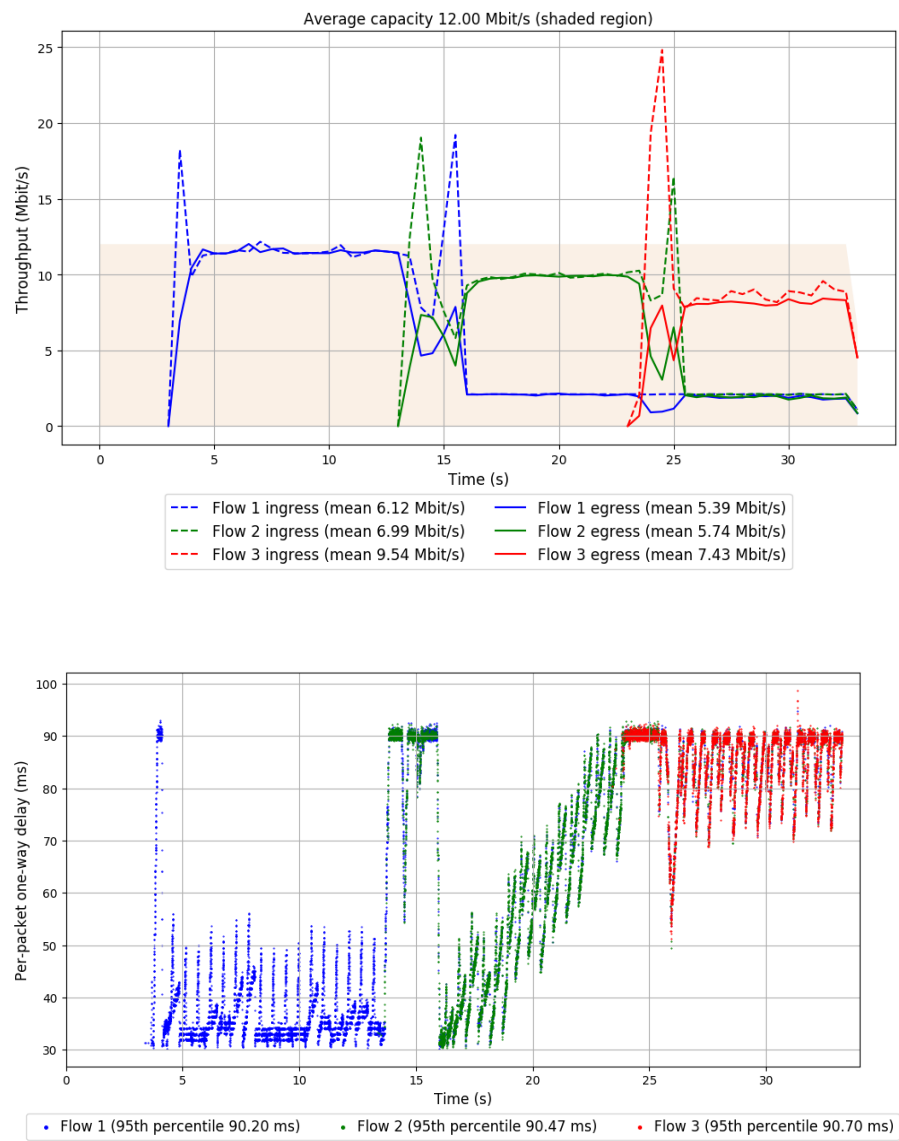 Average capacity 12.00 Mbit/s (shaded region)
Throughput (Mbit/s)
25
20
15
10
5
0
0 5 10 15 20 25 30
Time (s)
Flow 1 ingress (mean 6.12 Mbit/s) Flow 1 egress (mean 5.39 Mbit/s)
Flow 2 ingress (mean 6.99 Mbit/s) Flow 2 egress (mean 5.74 Mbit/s)
Flow 3 ingress (mean 9.54 Mbit/s) Flow 3 egress (mean 7.43 Mbit/s)
Per-packet one-way delay (ms)
100
90
80
70
60
50
40
30
0 5 10 15 20 25 30
Time (s)
Flow 1 (95th percentile 90.20 ms) Flow 2 (95th percentile 90.47 ms) Flow 3 (95th percentile 90.70 ms)